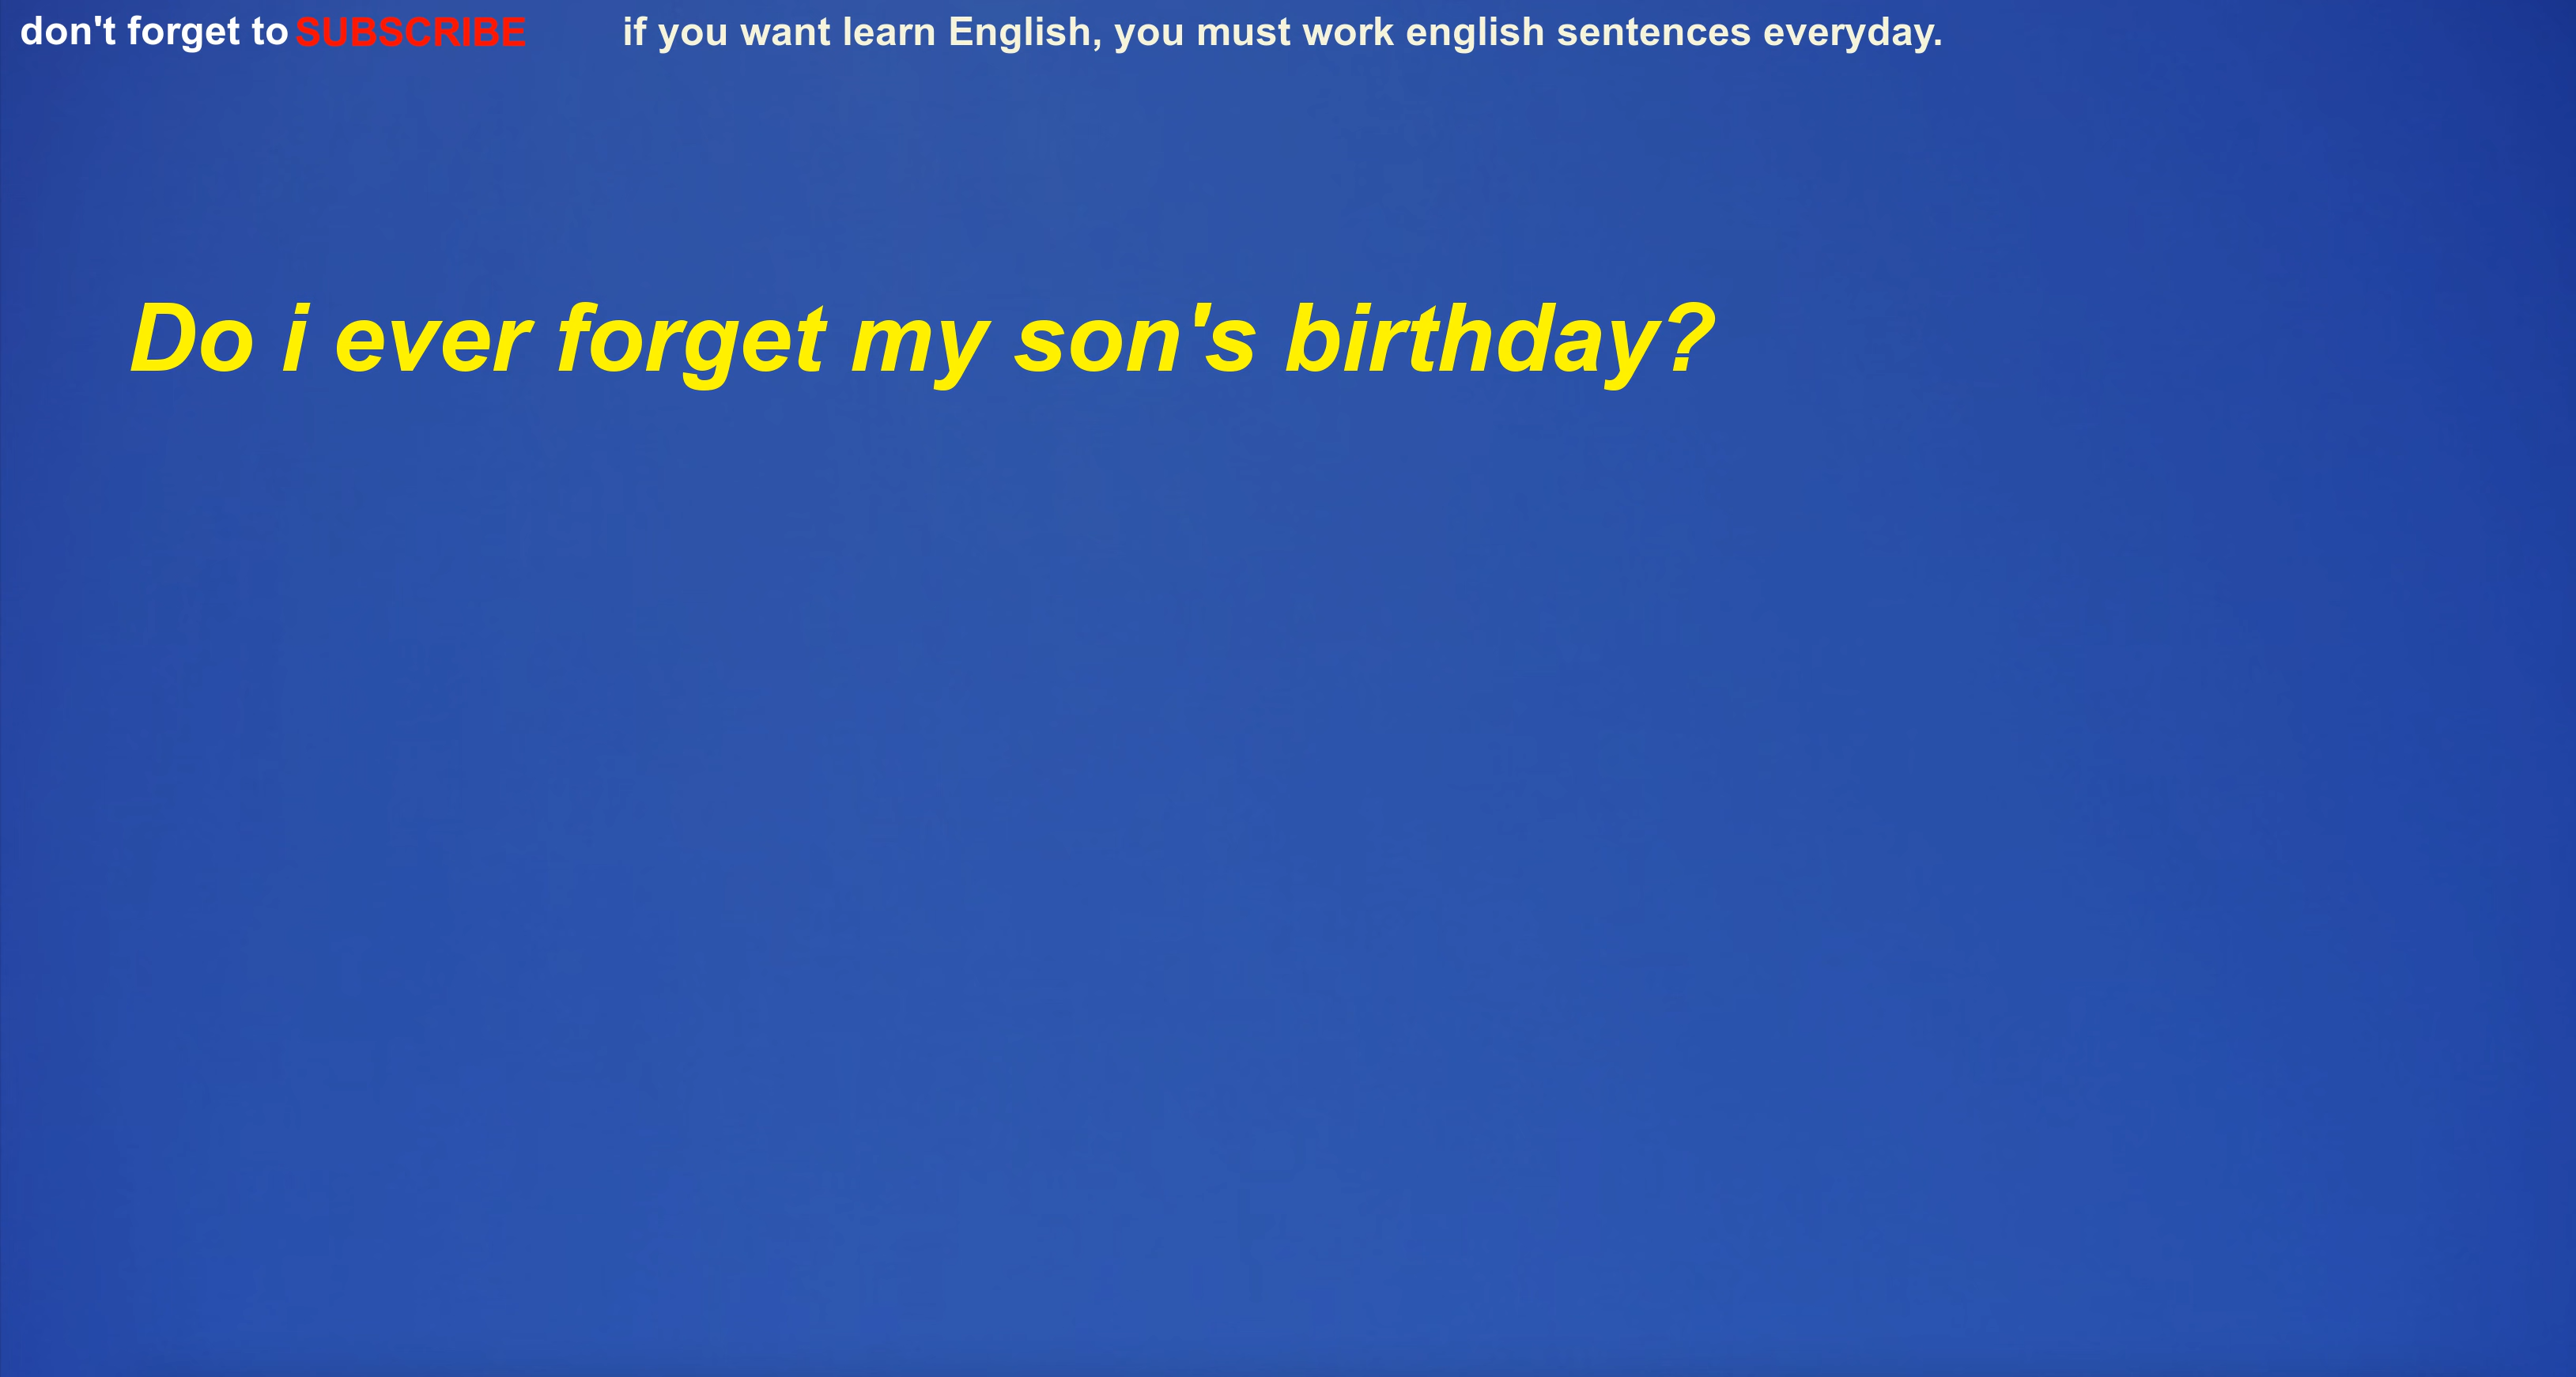 don't forget to SUBSCRIBE if you want learn English, you must work english sentences everyday.
Do i ever forget my son's birthday?